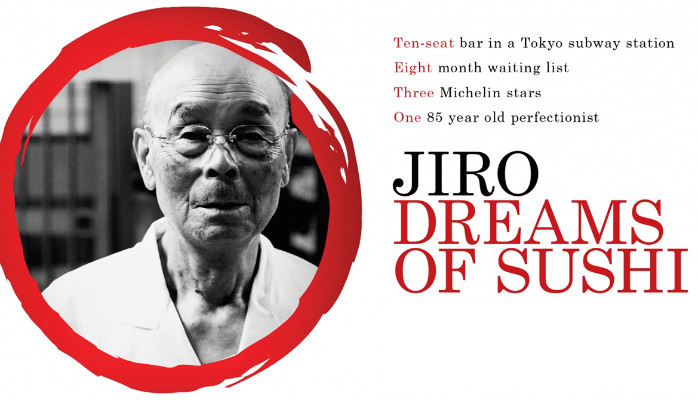 Ten-seat bar in a Tokyo subway station
Eight month waiting list
Three Michelin stars
One 85 year old perfectionist
JIRO
DREAMS
OF SUSHI